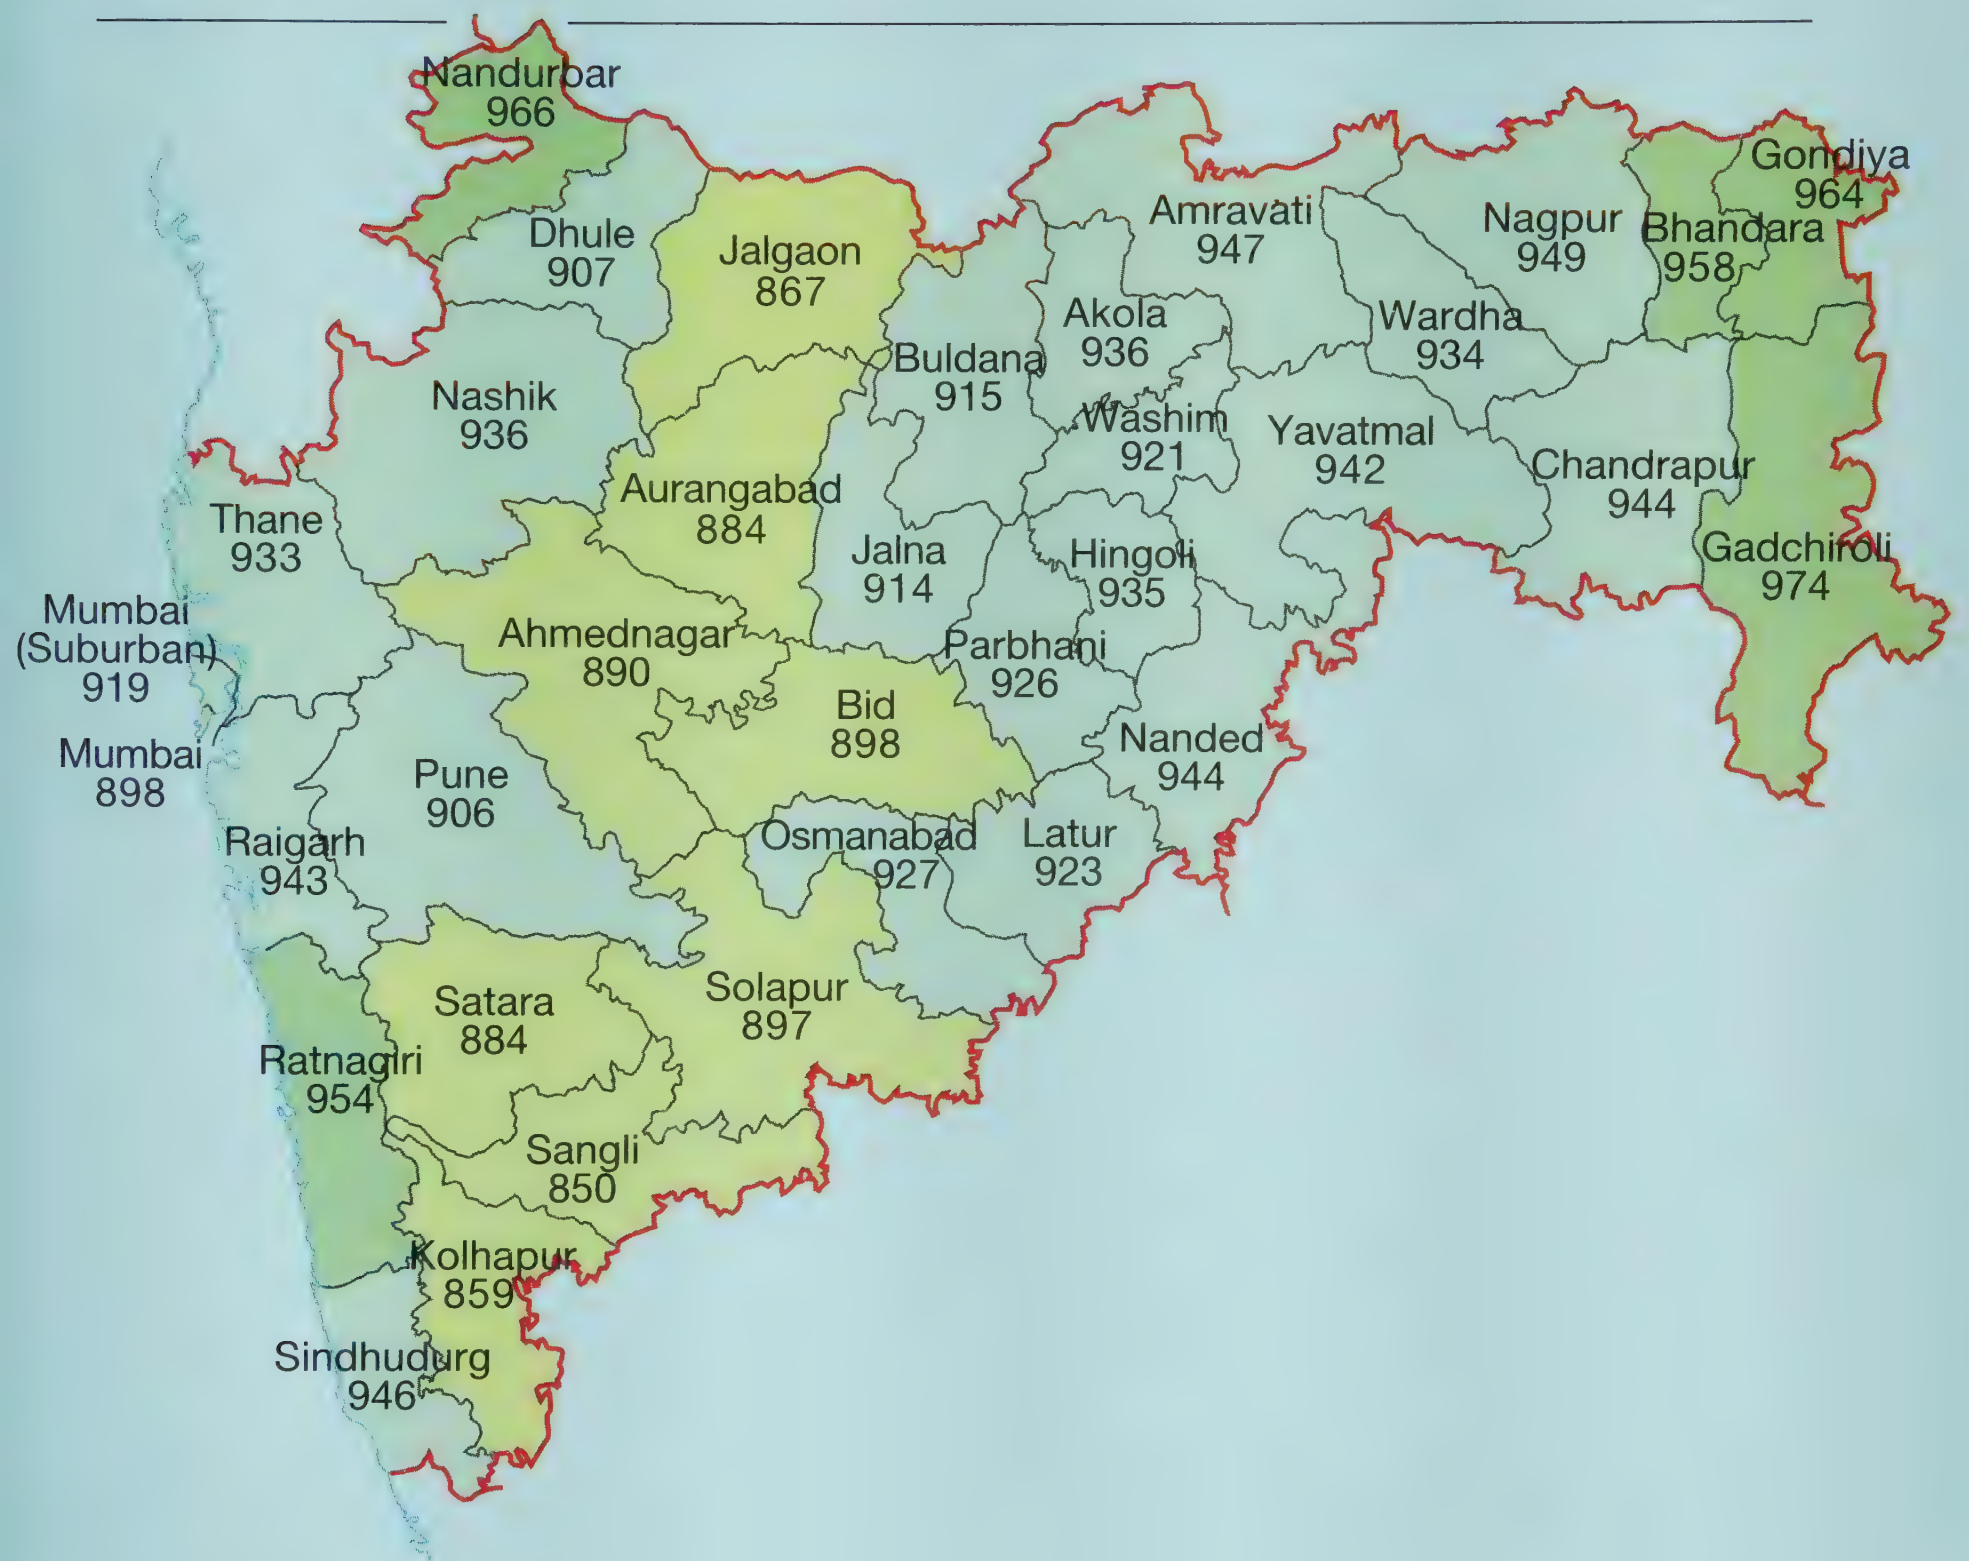 Nandurbar
966
Gondiya
964
Dhule
907
Jalgaon
867
Amravati
947
Nagpur
949
Bhandara
958
Akola
936
Wardha
934
Buldana
915
Nashik
936
Washim
921
Yavatmal
942
Chandrapur
944
Aurangabad
884
Thane
933
Jalna
914
Hingoli
935
Gadchiroli
974
Mumbai
(Suburban)
919
Ahmednagar
890
Parbhani
926
Bid
898
Nanded
944
Mumbai
898
Pune
906
Raigarh
943
Osmanabad
927
Latur
923
Satara
884
Solapur
897
Ratnagiri
954
Sangli
850
Kolhapur
859
Sindhudurg
946